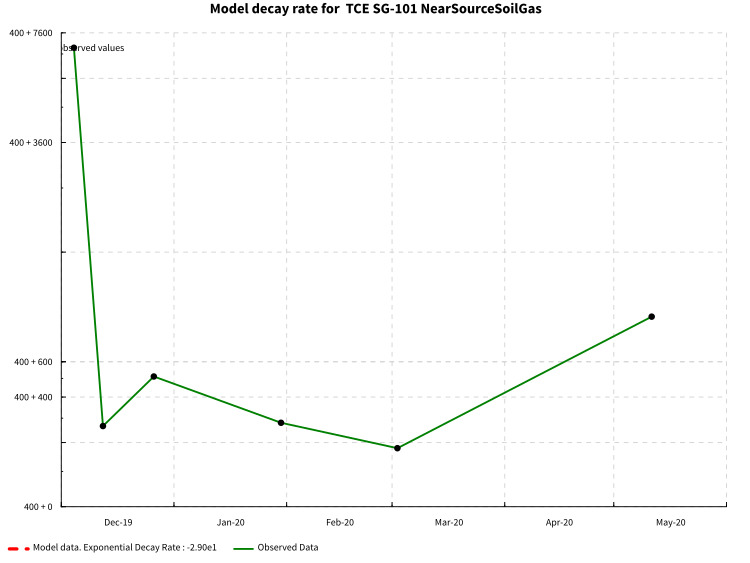 Model decay rate for TCE SG-101 NearSourceSoilGas
400 + 7600
bserved values
400 + 3600
400 + 600
400 + 400
400 + 0
Dec-19 Jan-20 Feb-20 Mar-20 Apr-20 May-20
Model data. Exponential Decay Rate : -2.90e1 Observed Data